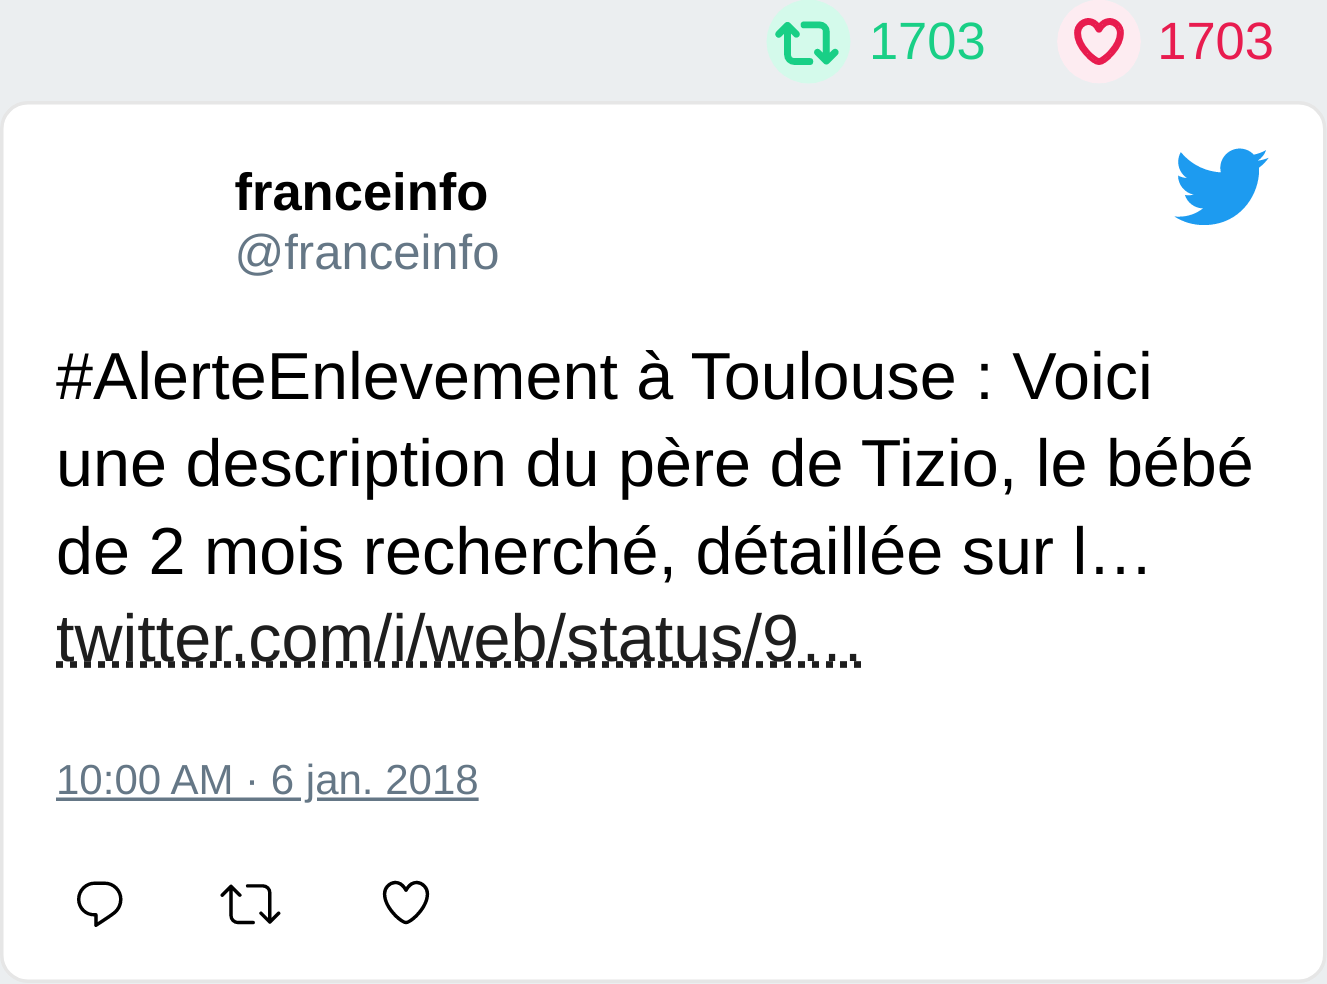 1703 1703
franceinfo
@franceinfo
#AlerteEnlevement à Toulouse : Voici
une description du père de Tizio, le bébé
de 2 mois recherché, détaillée sur l…
twitter.com/i/web/status/9…
10:00 AM · 6 jan. 2018